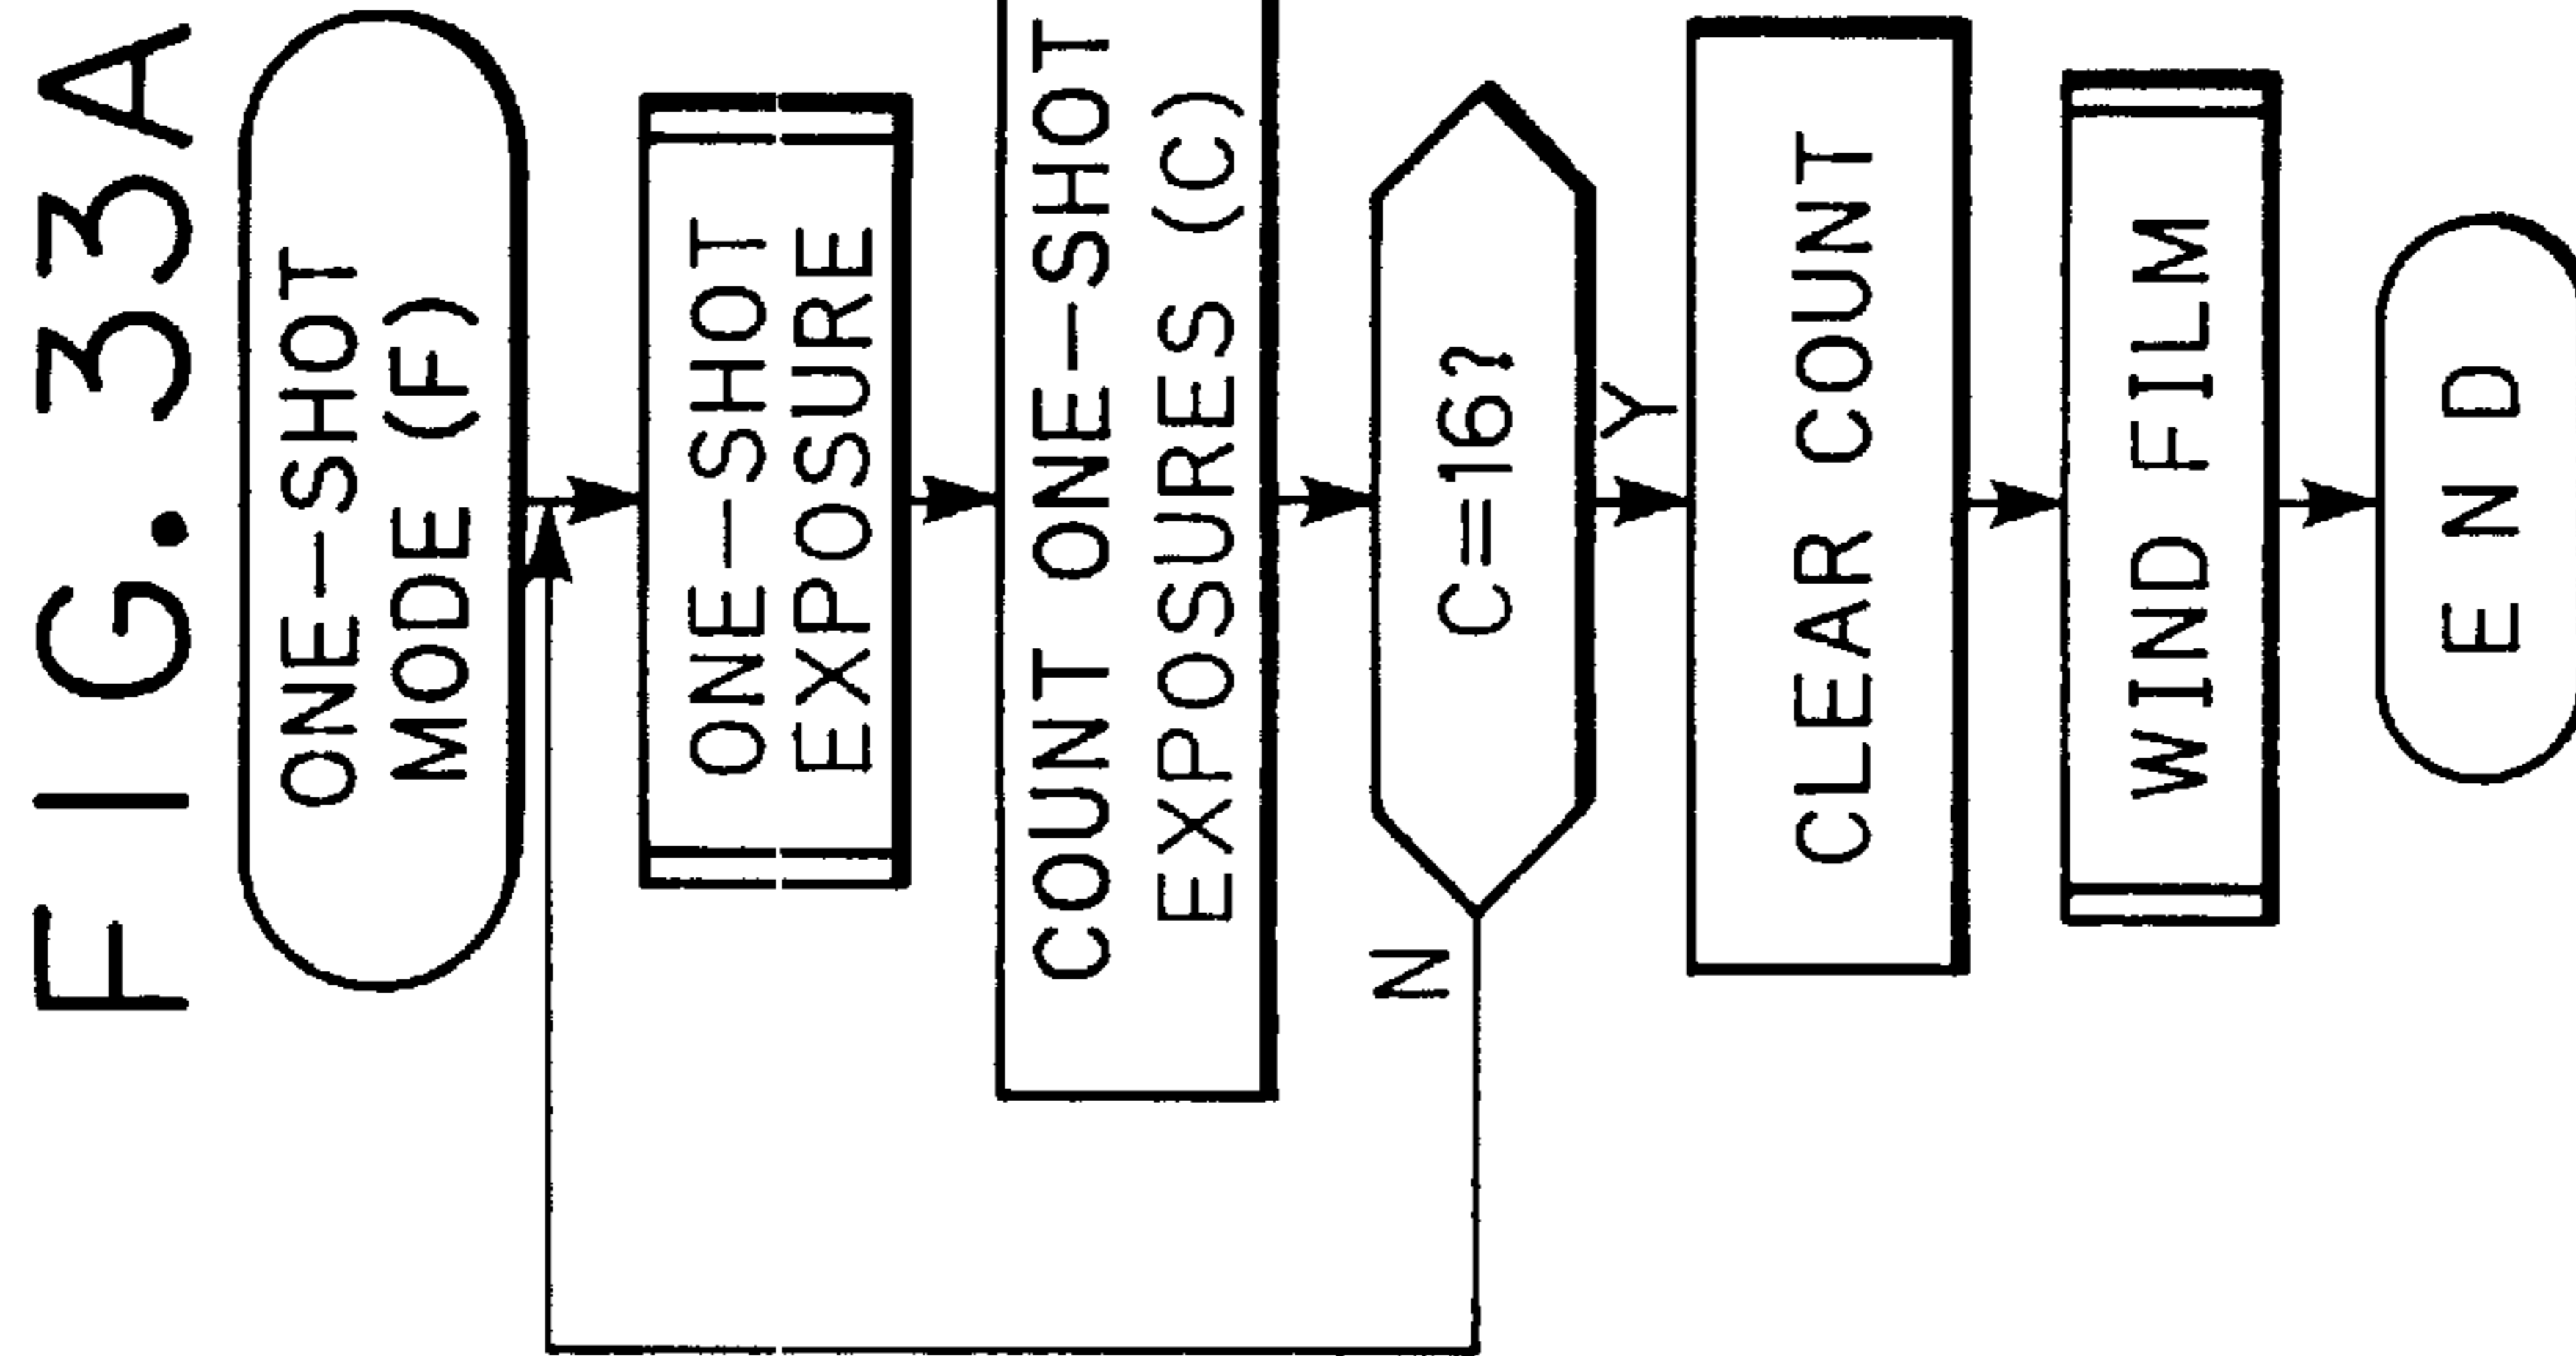 FIG. 33A
ONE-SHOT
MODE (F)
ONE-SHOT
EXPOSURE
COUNT ONE-SHOT
EXPOSURES (C)
C=16?
N
Y
CLEAR COUNT
WIND FILM
END